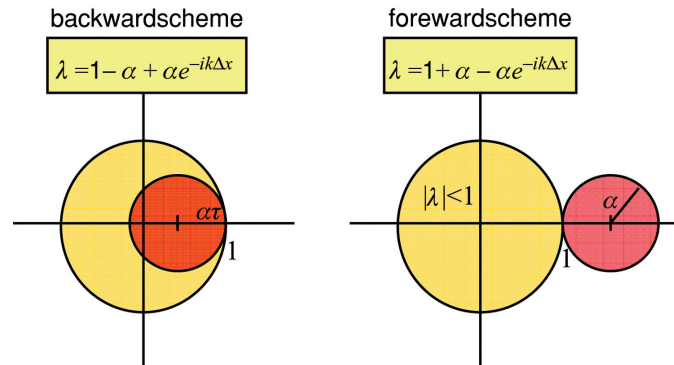 backwardscheme
λ = 1 − α + αe^{−ikΔx}
ατ
1
forewardscheme
λ = 1 + α − αe^{−ikΔx}
|λ|<1
α
1